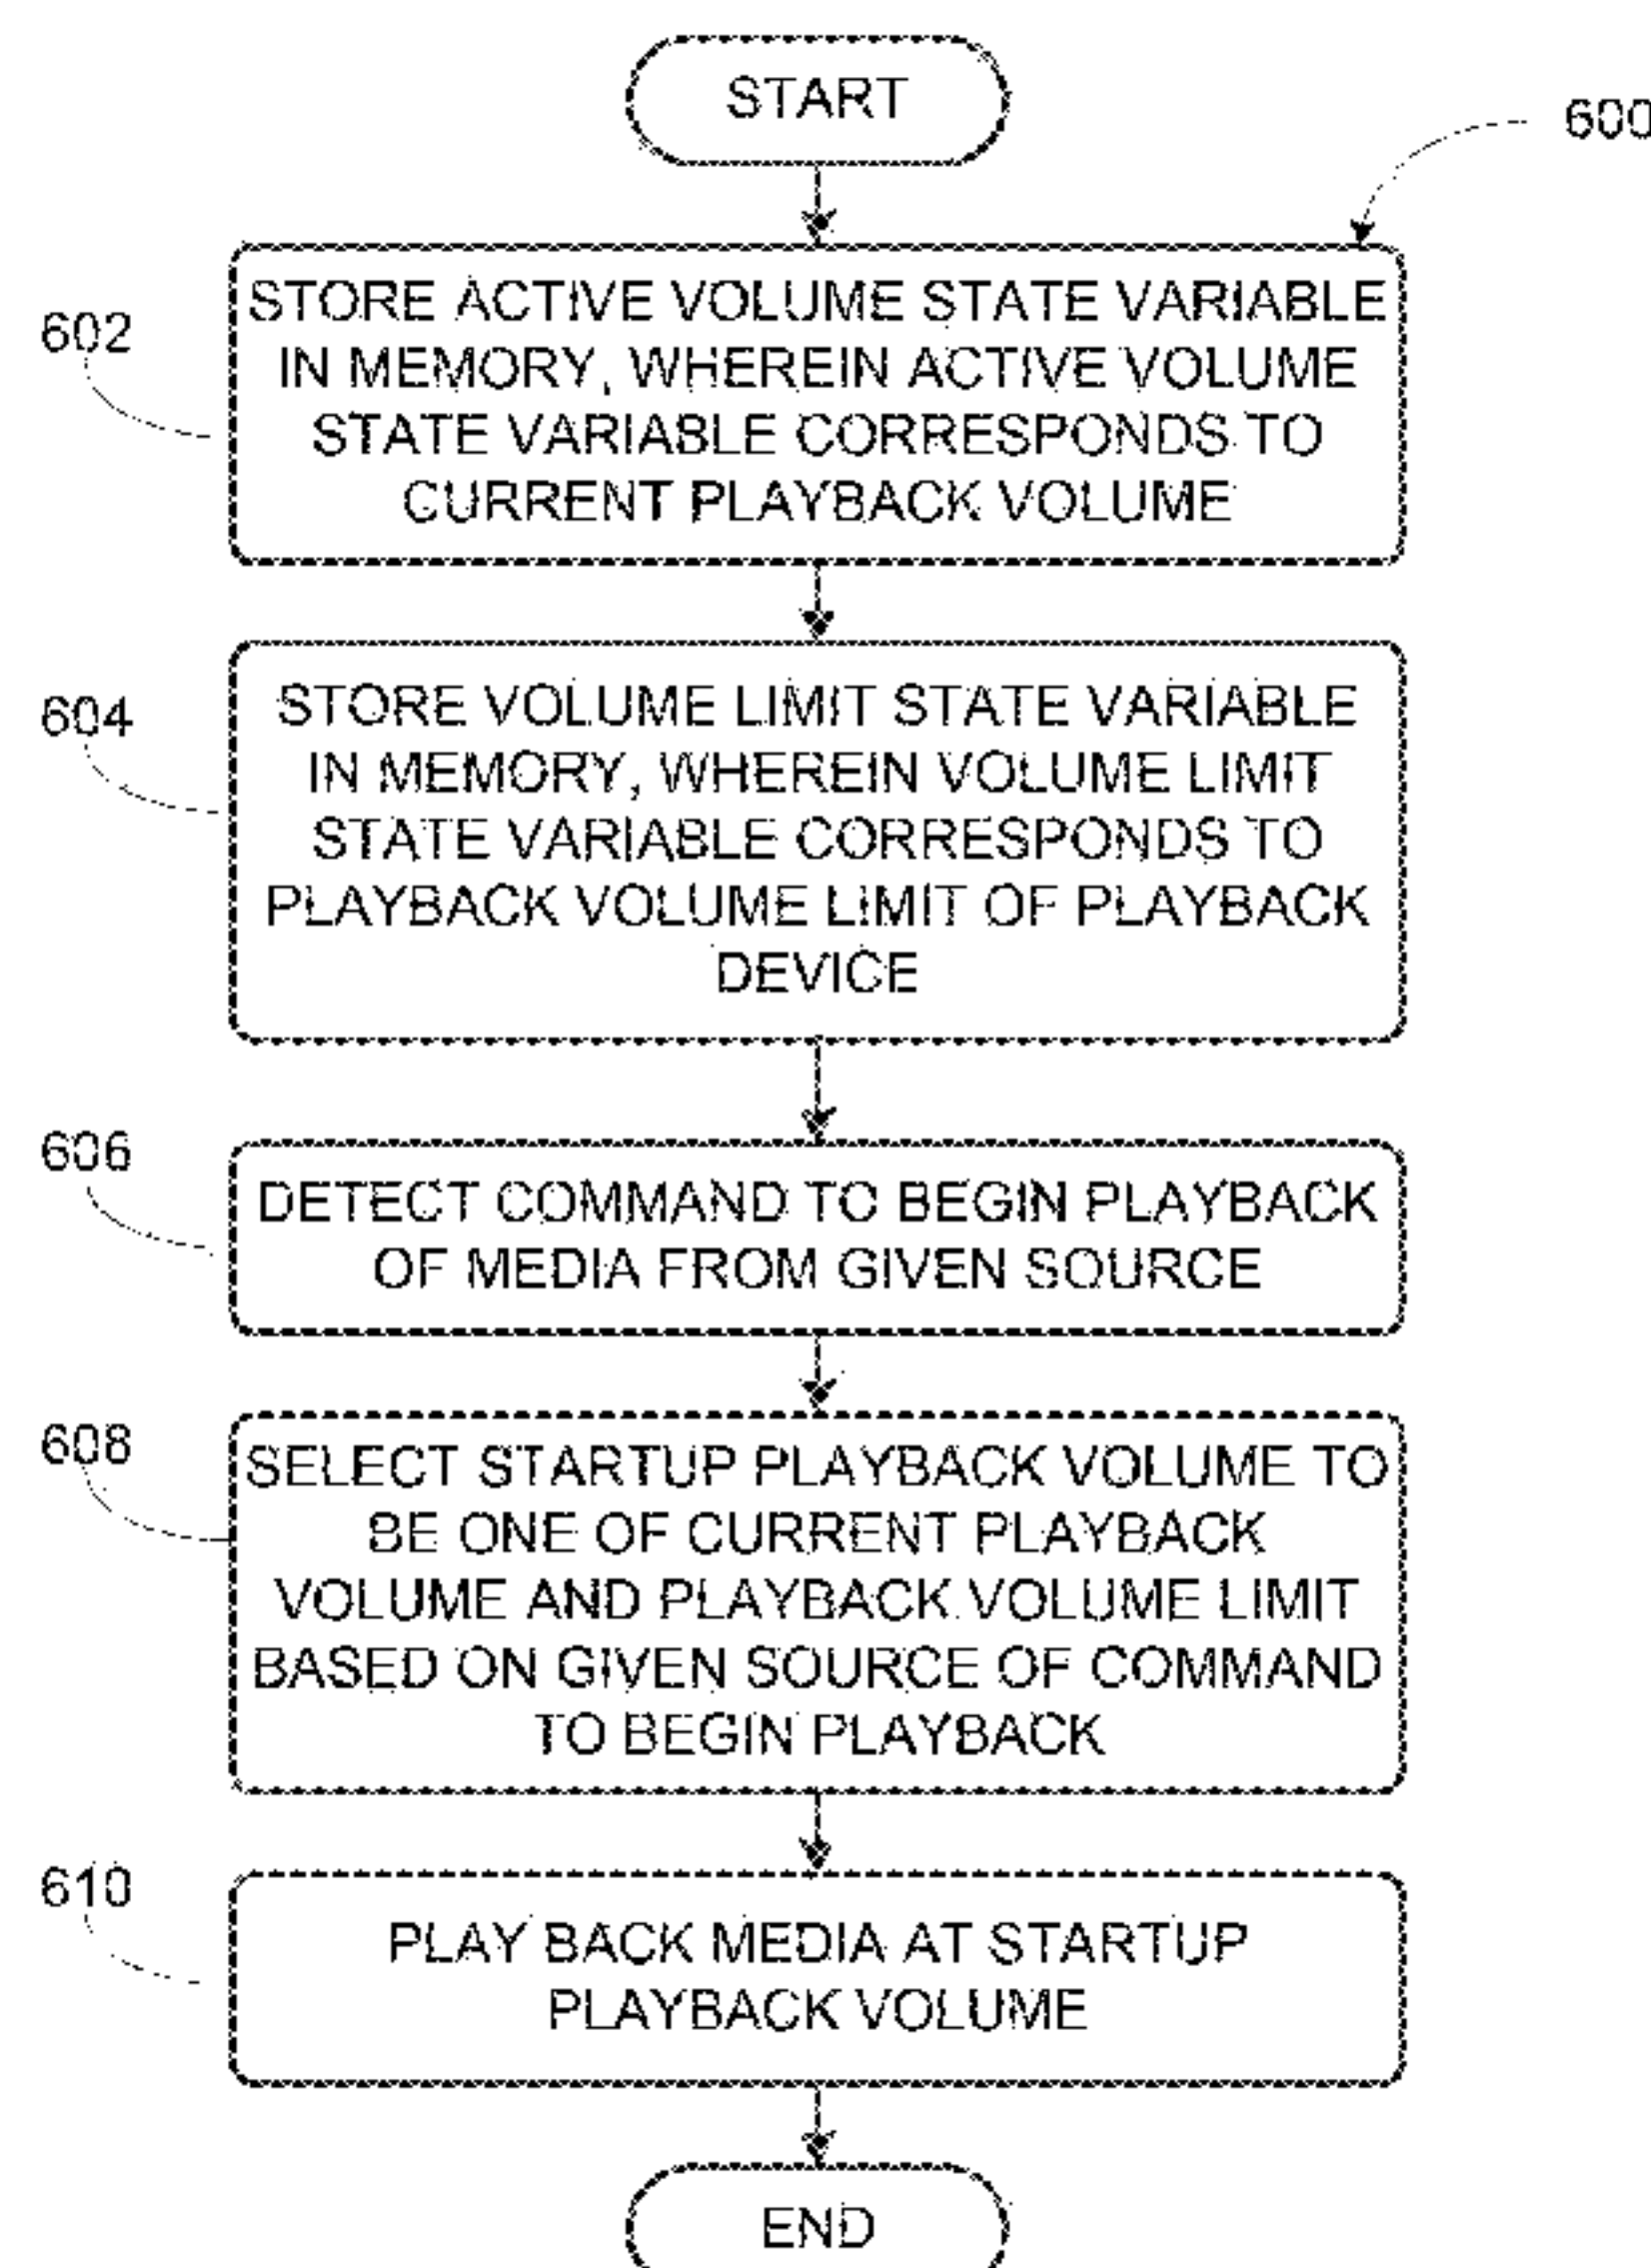 START
600
602
STORE ACTIVE VOLUME STATE VARIABLE
IN MEMORY, WHEREIN ACTIVE VOLUME
STATE VARIABLE CORRESPONDS TO
CURRENT PLAYBACK VOLUME
604
STORE VOLUME LIMIT STATE VARIABLE
IN MEMORY, WHEREIN VOLUME LIMIT
STATE VARIABLE CORRESPONDS TO
PLAYBACK VOLUME LIMIT OF PLAYBACK
DEVICE
606
DETECT COMMAND TO BEGIN PLAYBACK
OF MEDIA FROM GIVEN SOURCE
608
SELECT STARTUP PLAYBACK VOLUME TO
BE ONE OF CURRENT PLAYBACK
VOLUME AND PLAYBACK VOLUME LIMIT
BASED ON GIVEN SOURCE OF COMMAND
TO BEGIN PLAYBACK
610
PLAY BACK MEDIA AT STARTUP
PLAYBACK VOLUME
END